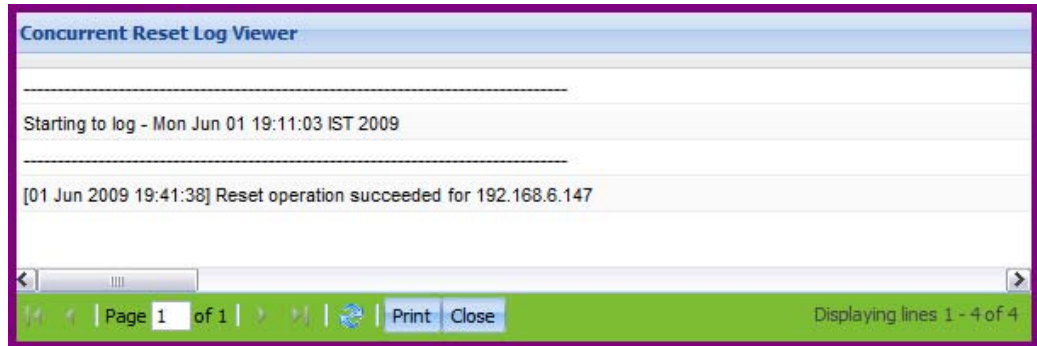 Concurrent Reset Log Viewer
--------------------------------------------------------------------------------
Starting to log - Mon Jun 01 19:11:03 IST 2009
--------------------------------------------------------------------------------
[01 Jun 2009 19:41:38] Reset operation succeeded for 192.168.6.147
Page 1 of 1 Print Close Displaying lines 1 - 4 of 4